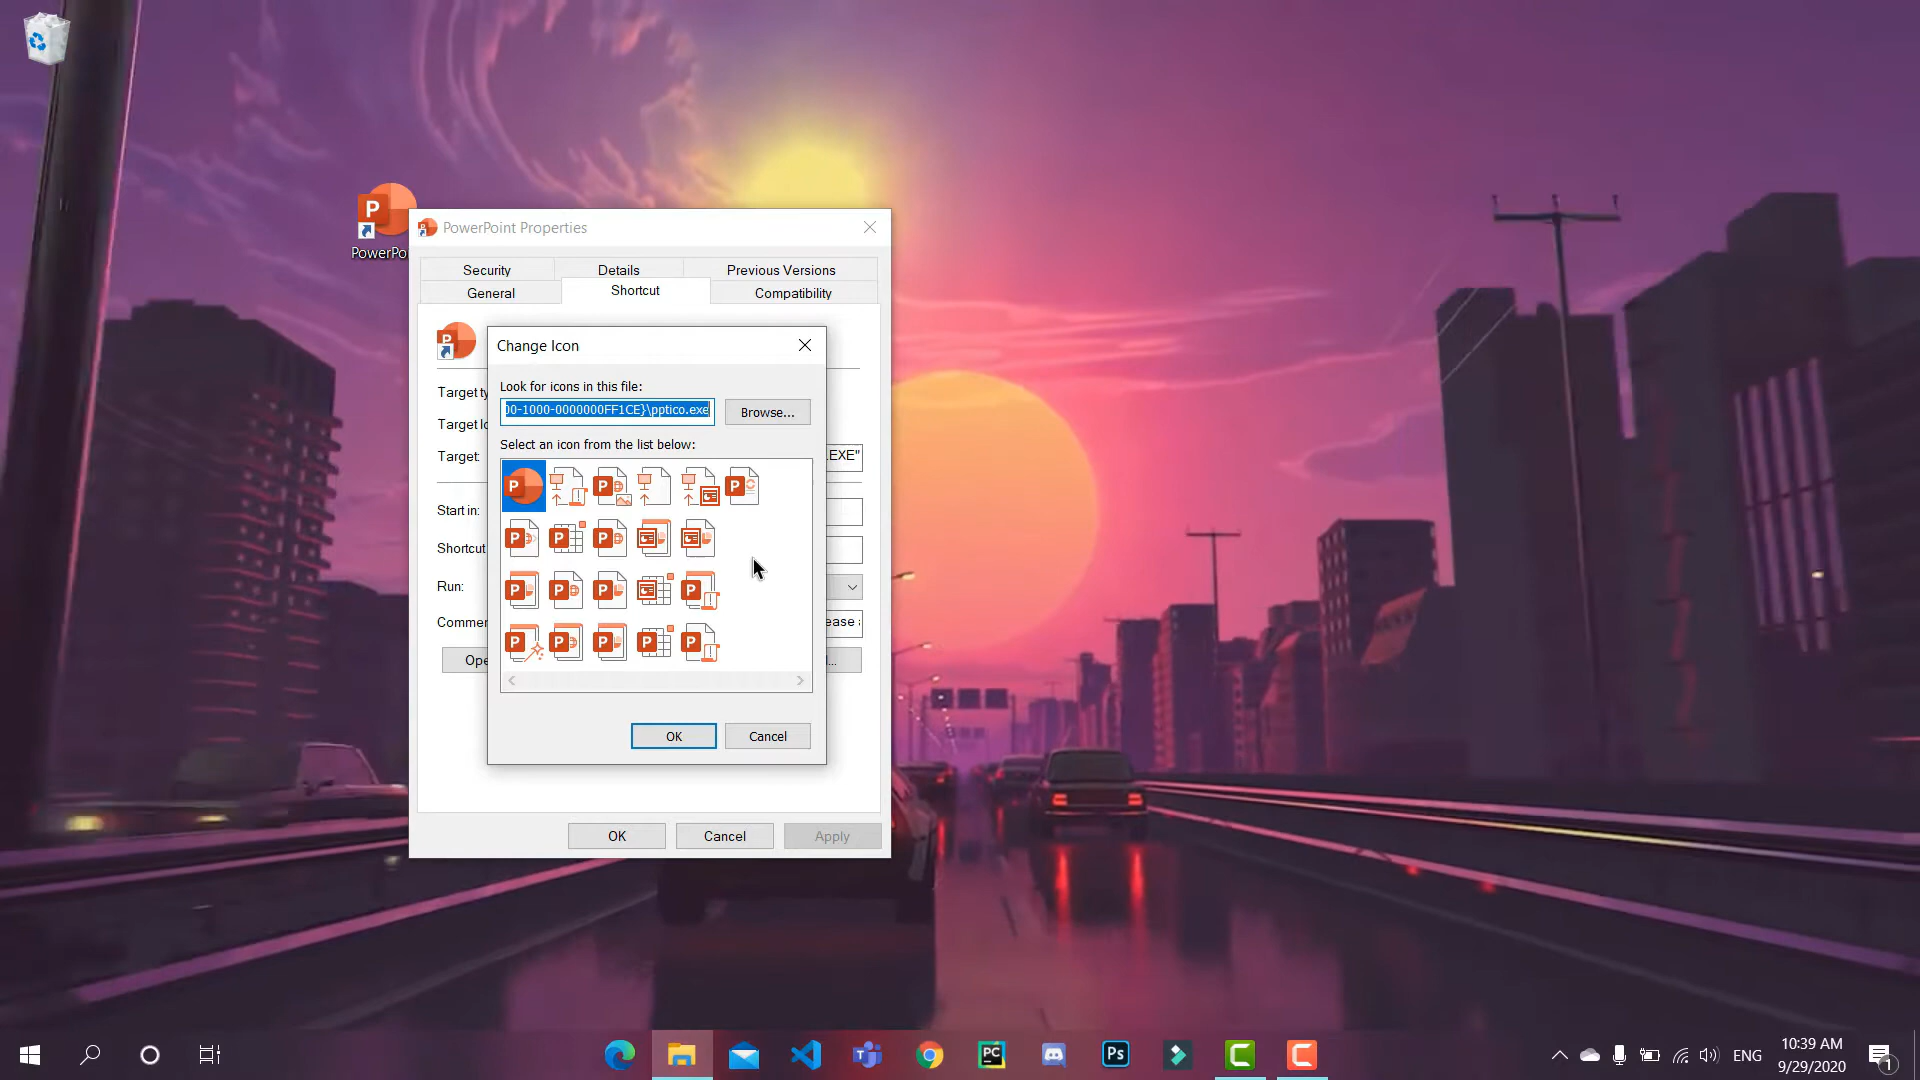 PowerPo
PowerPoint Properties
Security
Details
Previous Versions
General
Shortcut
Compatibility
Change Icon
Look for icons in this file:
00-1000-0000000FF1CE}\pptico.exe
Browse...
Select an icon from the list below:
Target ty
Target lo
Target:
.EXE"
Start in:
Shortcut
Run:
Commer
ease
Ope
...
OK
Cancel
OK
Cancel
Apply
ENG
10:39 AM
9/29/2020
1